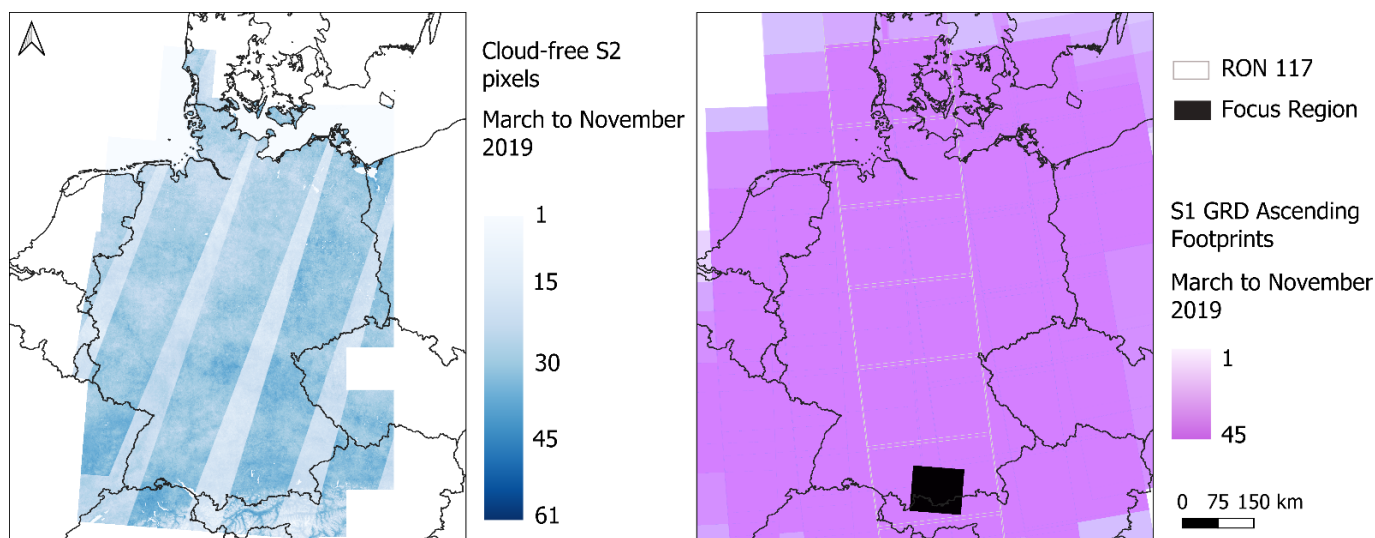 Cloud-free S2
pixels
March to November
2019
1
15
30
45
61
RON 117
Focus Region
S1 GRD Ascending
Footprints
March to November
2019
1
45
0 75 150 km